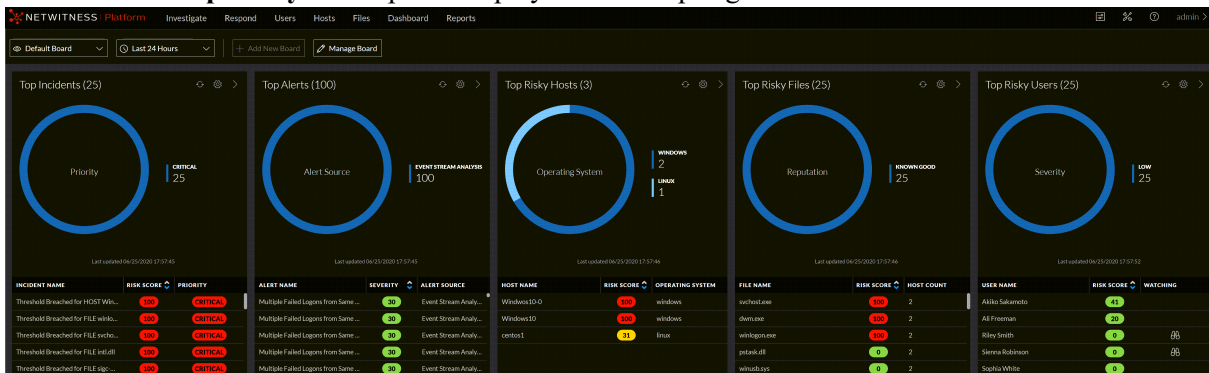 NETWITNESS Platform Investigate Respond Users Hosts Files Dashboard Reports admin
Default Board Last 24 Hours + Add New Board Manage Board
Top Incidents (25)
Priority
CRITICAL
25
Last updated 06/25/2020 17:57:45
INCIDENT NAME RISK SCORE PRIORITY
Threshold Breached for HOST Win... 100 CRITICAL
Threshold Breached for FILE winlo... 100 CRITICAL
Threshold Breached for FILE svcho... 100 CRITICAL
Threshold Breached for FILE intl.dll 100 CRITICAL
Threshold Breached for FILE sigc-... 100 CRITICAL
Top Alerts (100)
Alert Source
EVENT STREAM ANALYSIS
100
Last updated 06/25/2020 17:57:45
ALERT NAME SEVERITY ALERT SOURCE
Multiple Failed Logons from Same ... 30 Event Stream Analy...
Multiple Failed Logons from Same ... 30 Event Stream Analy...
Multiple Failed Logons from Same ... 30 Event Stream Analy...
Multiple Failed Logons from Same ... 30 Event Stream Analy...
Multiple Failed Logons from Same ... 30 Event Stream Analy...
Top Risky Hosts (3)
Operating System
WINDOWS
2
LINUX
1
Last updated 06/25/2020 17:57:46
HOST NAME RISK SCORE OPERATING SYSTEM
Windwos10-0 100 windows
Windows10 100 windows
centos1 31 linux
Top Risky Files (25)
Reputation
KNOWN GOOD
25
Last updated 06/25/2020 17:57:46
FILE NAME RISK SCORE HOST COUNT
svchost.exe 100 2
dwm.exe 100 2
winlogon.exe 100 2
pstask.dll 0 2
winusb.sys 0 2
Top Risky Users (25)
Severity
LOW
25
Last updated 06/25/2020 17:57:52
USER NAME RISK SCORE WATCHING
Akiko Sakamoto 41
Ali Freeman 20
Riley Smith 0
Sienna Robinson 0
Sophia White 0